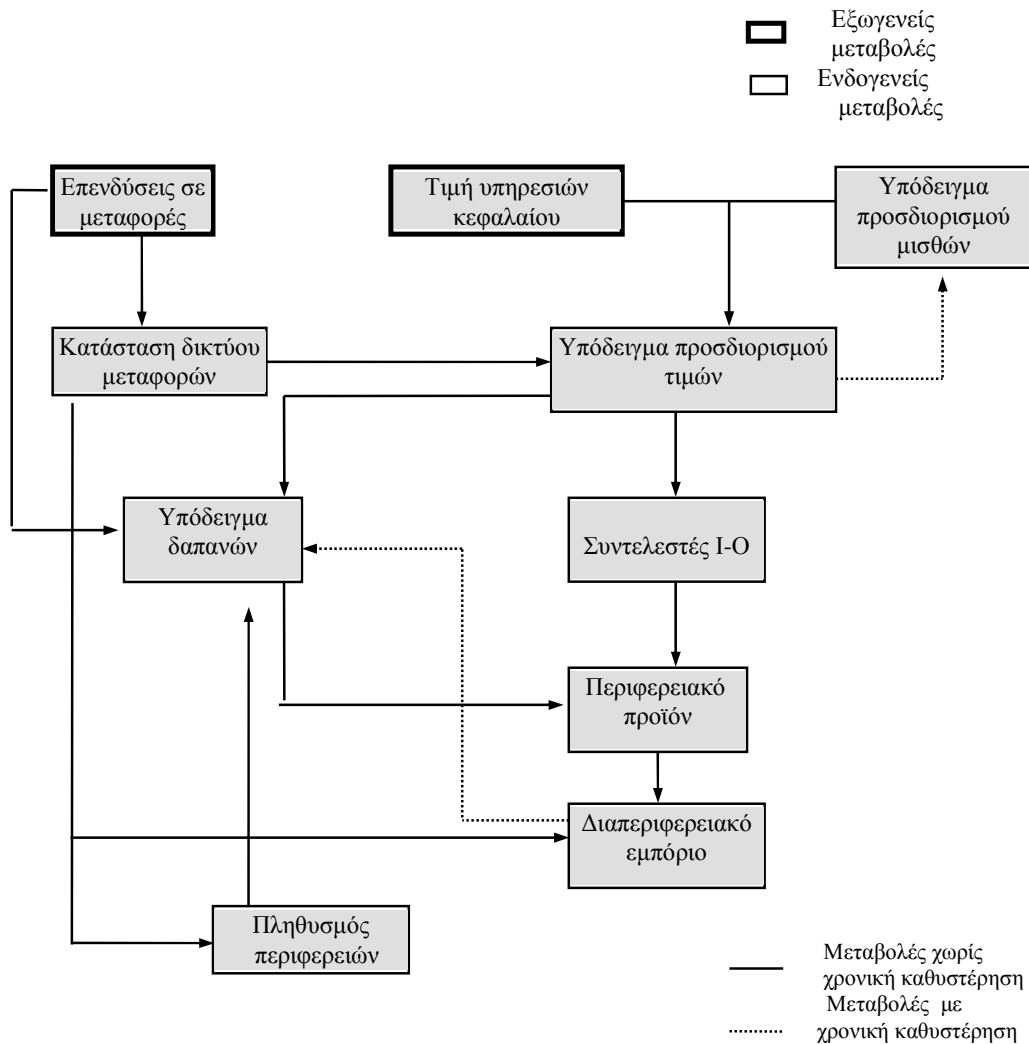 Εξωγενείς
μεταβολές
Ενδογενείς
μεταβολές
Επενδύσεις σε
μεταφορές
Τιμή υπηρεσιών
κεφαλαίου
Υπόδειγμα
προσδιορισμού
μισθών
Κατάσταση δικτύου
μεταφορών
Υπόδειγμα προσδιορισμού
τιμών
Υπόδειγμα
δαπανών
Συντελεστές Ι-Ο
Περιφερειακό
προϊόν
Διαπεριφερειακό
εμπόριο
Πληθυσμός
περιφερειών
Μεταβολές χωρίς
χρονική καθυστέρηση
Μεταβολές με
χρονική καθυστέρηση